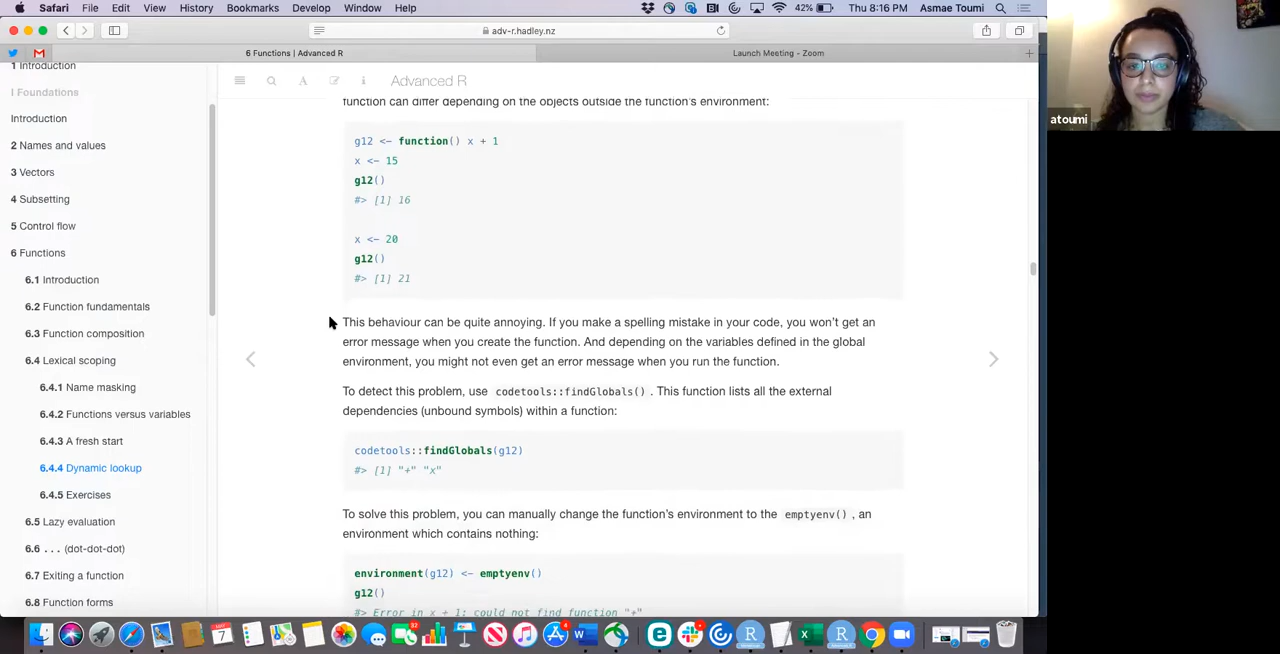 Safari File Edit View History Bookmarks Develop Window Help 42% Thu 8:16 PM Asmae Toumi
adv-r.hadley.nz
6 Functions | Advanced R
Launch Meeting - Zoom
1 Introduction
I Foundations
Introduction
2 Names and values
3 Vectors
4 Subsetting
5 Control flow
6 Functions
6.1 Introduction
6.2 Function fundamentals
6.3 Function composition
6.4 Lexical scoping
6.4.1 Name masking
6.4.2 Functions versus variables
6.4.3 A fresh start
6.4.4 Dynamic lookup
6.4.5 Exercises
6.5 Lazy evaluation
6.6 ... (dot-dot-dot)
6.7 Exiting a function
6.8 Function forms
Advanced R
function can differ depending on the objects outside the function's environment:
g12 <- function() x + 1
x <- 15
g12()
#> [1] 16
x <- 20
g12()
#> [1] 21
This behaviour can be quite annoying. If you make a spelling mistake in your code, you won't get an
error message when you create the function. And depending on the variables defined in the global
environment, you might not even get an error message when you run the function.
To detect this problem, use codetools::findGlobals() . This function lists all the external
dependencies (unbound symbols) within a function:
codetools::findGlobals(g12)
#> [1] "+" "x"
To solve this problem, you can manually change the function's environment to the emptyenv() , an
environment which contains nothing:
environment(g12) <- emptyenv()
g12()
#> Error in x + 1: could not find function "+"
atoumi